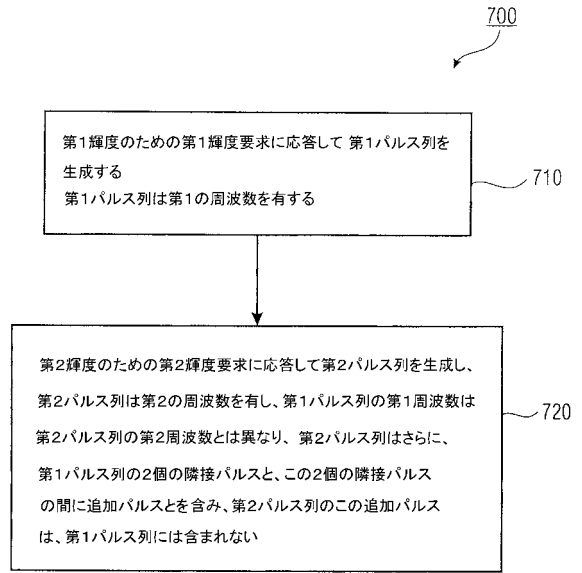 700
第１輝度のための第１輝度要求に応答して 第１パルス列を
生成する
第１パルス列は第１の周波数を有する
710
第２輝度のための第２輝度要求に応答して第２パルス列を生成し、
第２パルス列は第２の周波数を有し、第１パルス列の第１周波数は
第２パルス列の第２周波数とは異なり、 第２パルス列はさらに、
第１パルス列の２個の隣接パルスと、この２個の隣接パルス
の間に追加パルスとを含み、第２パルス列のこの追加パルス
は、第１パルス列には含まれない
720